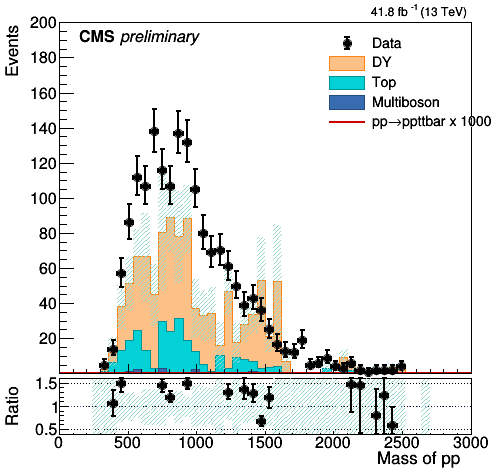 41.8 fb⁻¹ (13 TeV)
CMS preliminary
Events
Data
DY
Top
Multiboson
pp→ppttbar x 1000
200
180
160
140
120
100
80
60
40
20
Ratio
1.5
1
0.5
0 500 1000 1500 2000 2500 3000
Mass of pp